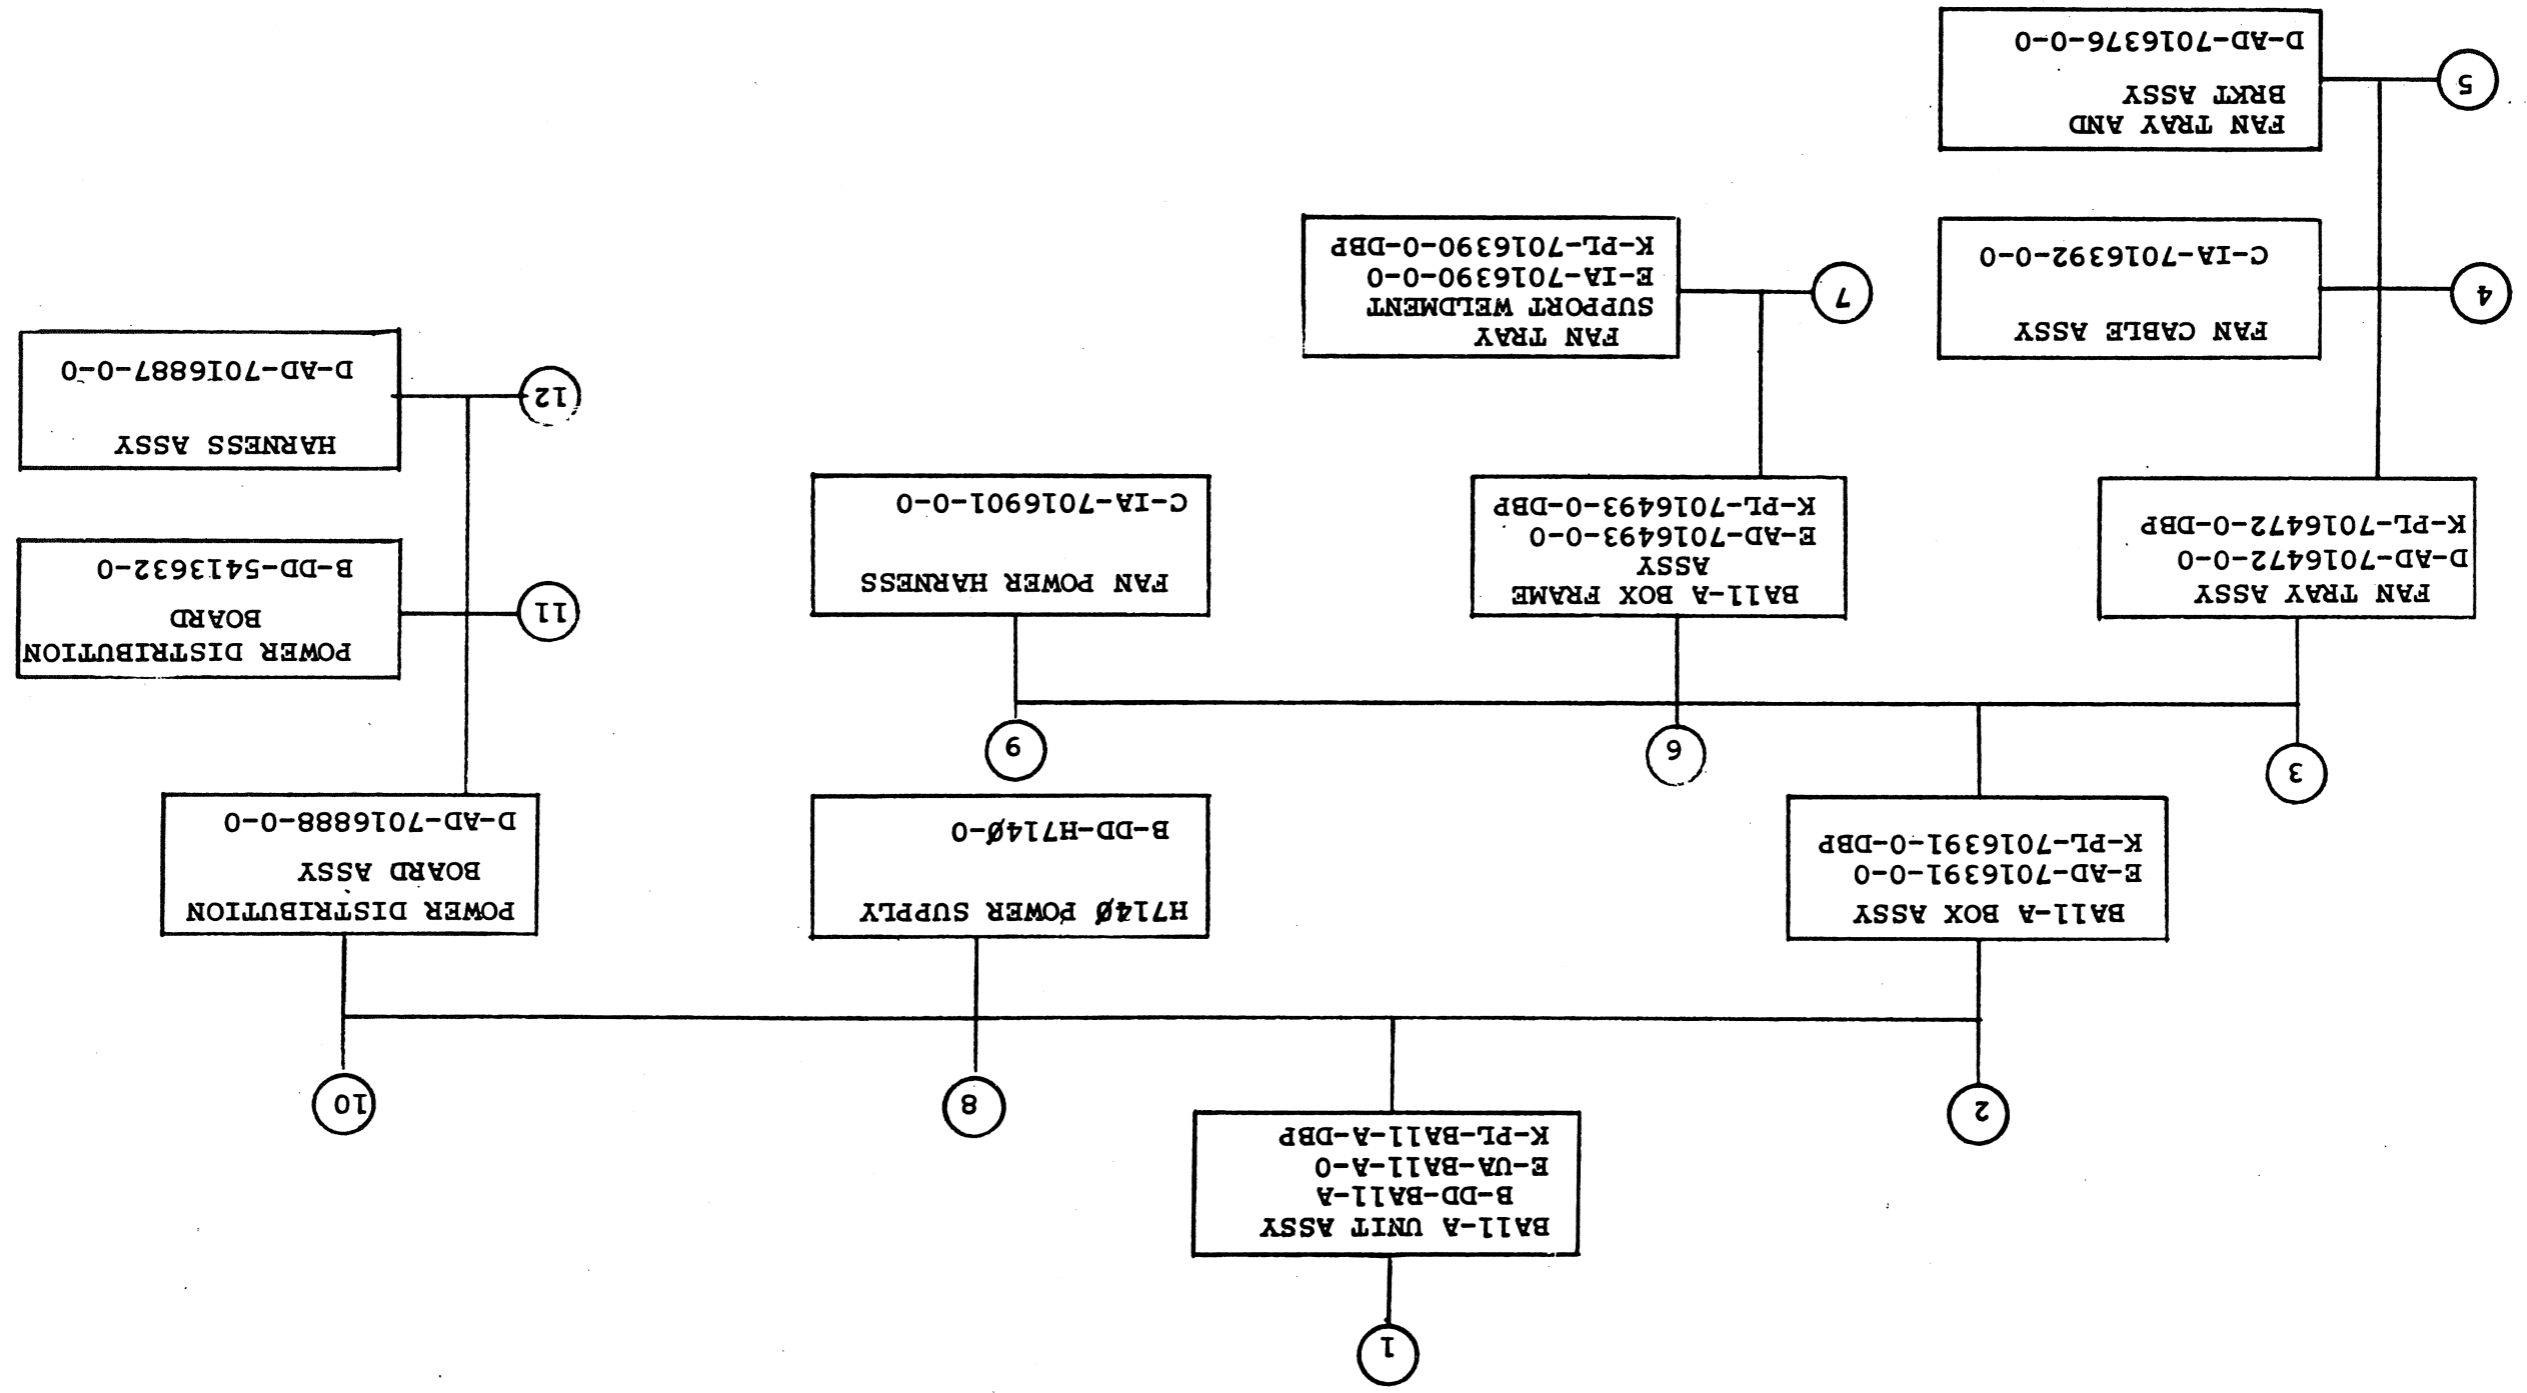 1
BA11-A UNIT ASSY
B-DD-BA11-A
E-UA-BA11-A-0
K-PL-BA11-A-DBP
2
BA11-A BOX ASSY
E-AD-7016391-0-0
K-PL-7016391-0-DBP
8
H714Ø POWER SUPPLY
B-DD-H714Ø-0
10
POWER DISTRIBUTION
BOARD ASSY
D-AD-7016888-0-0
3
FAN TRAY ASSY
D-AD-7016472-0-0
K-PL-7016472-0-DBP
6
BA11-A BOX FRAME
ASSY
E-AD-7016493-0-0
K-PL-7016493-0-DBP
9
FAN POWER HARNESS
C-IA-7016901-0-0
11
POWER DISTRIBUTION
BOARD
B-DD-5413632-0
4
FAN CABLE ASSY
C-IA-7016392-0-0
7
FAN TRAY
SUPPORT WELDMENT
E-IA-7016390-0-0
K-PL-7016390-0-DBP
12
HARNESS ASSY
D-AD-7016887-0-0
5
FAN TRAY AND
BRKT ASSY
D-AD-7016376-0-0